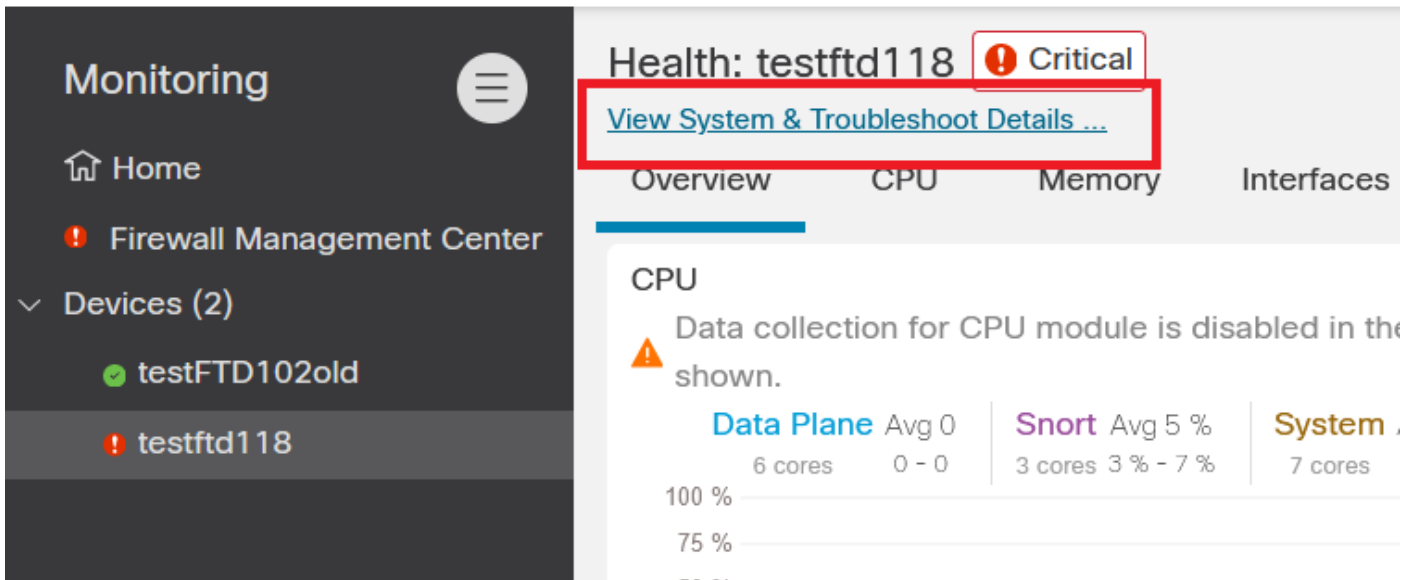 Monitoring
Home
Firewall Management Center
Devices (2)
testFTD102old
testftd118
Health: testftd118 Critical
View System & Troubleshoot Details ...
Overview CPU Memory Interfaces
CPU
Data collection for CPU module is disabled in the
shown.
Data Plane Avg 0 Snort Avg 5 % System
6 cores 0 - 0 3 cores 3 % - 7 % 7 cores
100 %
75 %